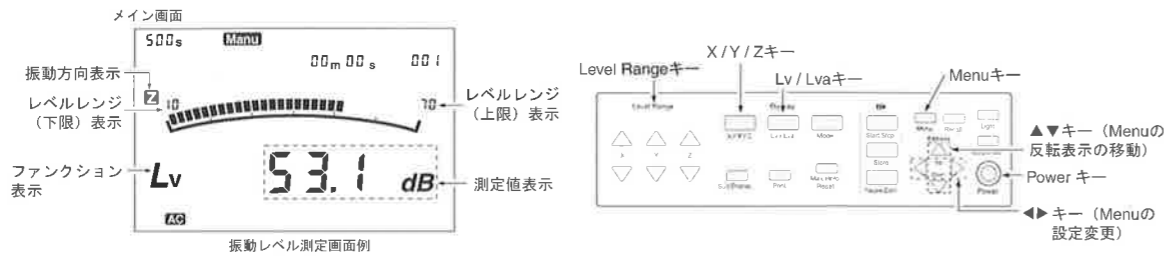 メイン画面
500s Manu
00m00s 001
振動方向表示
Z
10
70
レベルレンジ
（下限）表示
レベルレンジ
（上限）表示
ファンクション
表示
Lv
53.1 dB
測定値表示
AC
振動レベル測定画面例
X / Y / Zキー
Level Rangeキー
Lv / Lvaキー
Menuキー
Level Range
Display
X Y Z
X/Y/Z
Lv/Lva
Mode
Start/Stop
Menu
Recall
Light
Store
Pause/Cont
Sub Display
Print
Reset
Power
▲▼キー（Menuの
反転表示の移動）
Power キー
◀▶ キー（Menuの
設定変更）